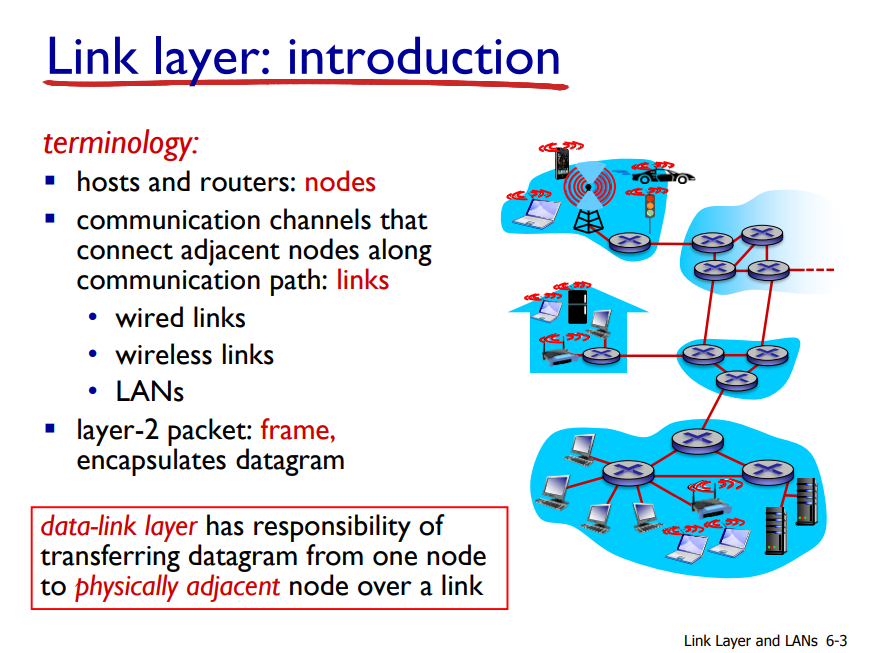 Link layer: introduction
terminology:
▪ hosts and routers: nodes
▪ communication channels that
connect adjacent nodes along
communication path: links
• wired links
• wireless links
• LANs
▪ layer-2 packet: frame,
encapsulates datagram
data-link layer has responsibility of
transferring datagram from one node
to physically adjacent node over a link
Link Layer and LANs 6-3